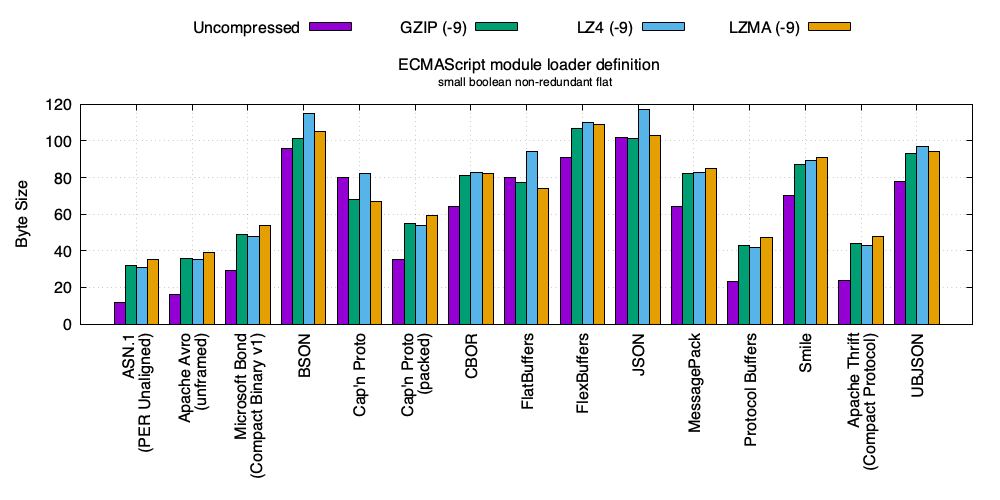 Uncompressed GZIP (-9) LZ4 (-9) LZMA (-9)
ECMAScript module loader definition
small boolean non-redundant flat
Byte Size
120
100
80
60
40
20
0
ASN.1
(PER Unaligned)
Apache Avro
(unframed)
Microsoft Bond
(Compact Binary v1)
BSON
Cap'n Proto
Cap'n Proto
(packed)
CBOR
FlatBuffers
FlexBuffers
JSON
MessagePack
Protocol Buffers
Smile
Apache Thrift
(Compact Protocol)
UBJSON